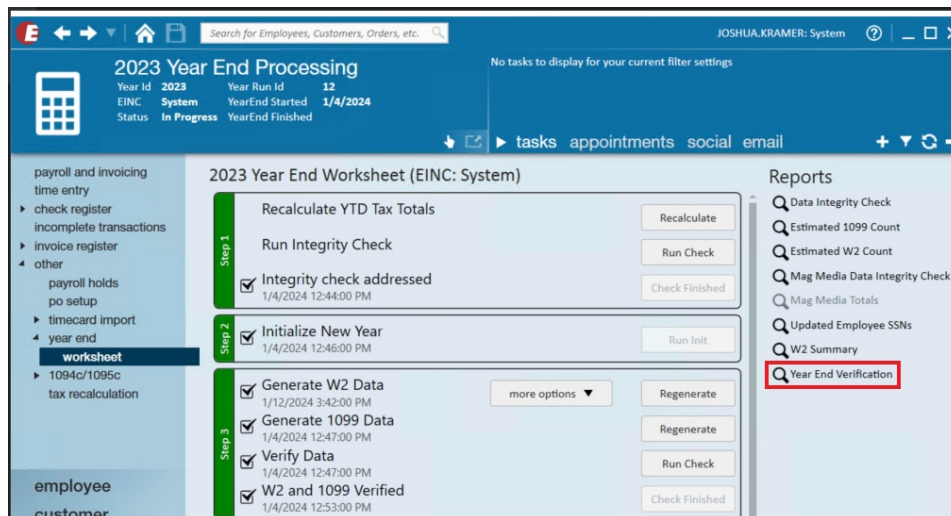 E
Search for Employees, Customers, Orders, etc.
JOSHUA.KRAMER: System
2023 Year End Processing
Year Id 2023 Year Run Id 12
EINC System YearEnd Started 1/4/2024
Status In Progress YearEnd Finished
No tasks to display for your current filter settings
tasks appointments social email
payroll and invoicing
time entry
check register
incomplete transactions
invoice register
other
payroll holds
po setup
timecard import
year end
worksheet
1094c/1095c
tax recalculation
employee
customer
2023 Year End Worksheet (EINC: System)
Step 1
Recalculate YTD Tax Totals
Recalculate
Run Integrity Check
Run Check
Integrity check addressed
1/4/2024 12:44:00 PM
Check Finished
Step 2
Initialize New Year
1/4/2024 12:46:00 PM
Run Init
Step 3
Generate W2 Data
1/12/2024 3:42:00 PM
more options
Regenerate
Generate 1099 Data
1/4/2024 12:47:00 PM
Regenerate
Verify Data
1/4/2024 12:47:00 PM
Run Check
W2 and 1099 Verified
1/4/2024 12:53:00 PM
Check Finished
Reports
Data Integrity Check
Estimated 1099 Count
Estimated W2 Count
Mag Media Data Integrity Check
Mag Media Totals
Updated Employee SSNs
W2 Summary
Year End Verification